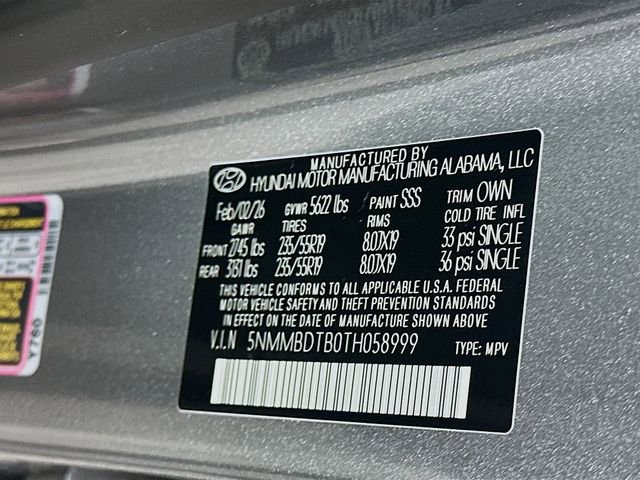 MANUFACTURED BY
HYUNDAI MOTOR MANUFACTURING ALABAMA, LLC
Feb/02/26 GVWR 5622 lbs PAINT SSS TRIM OWN
GAWR TIRES RIMS COLD TIRE INFL
FRONT 2745 lbs 235/55R19 8.0JX19 33 psi SINGLE
REAR 3131 lbs 235/55R19 8.0JX19 36 psi SINGLE
THIS VEHICLE CONFORMS TO ALL APPLICABLE U.S.A. FEDERAL
MOTOR VEHICLE SAFETY AND THEFT PREVENTION STANDARDS
IN EFFECT ON THE DATE OF MANUFACTURE SHOWN ABOVE
V.I.N 5NMMBDTB0TH058999 TYPE: MPV
Y760